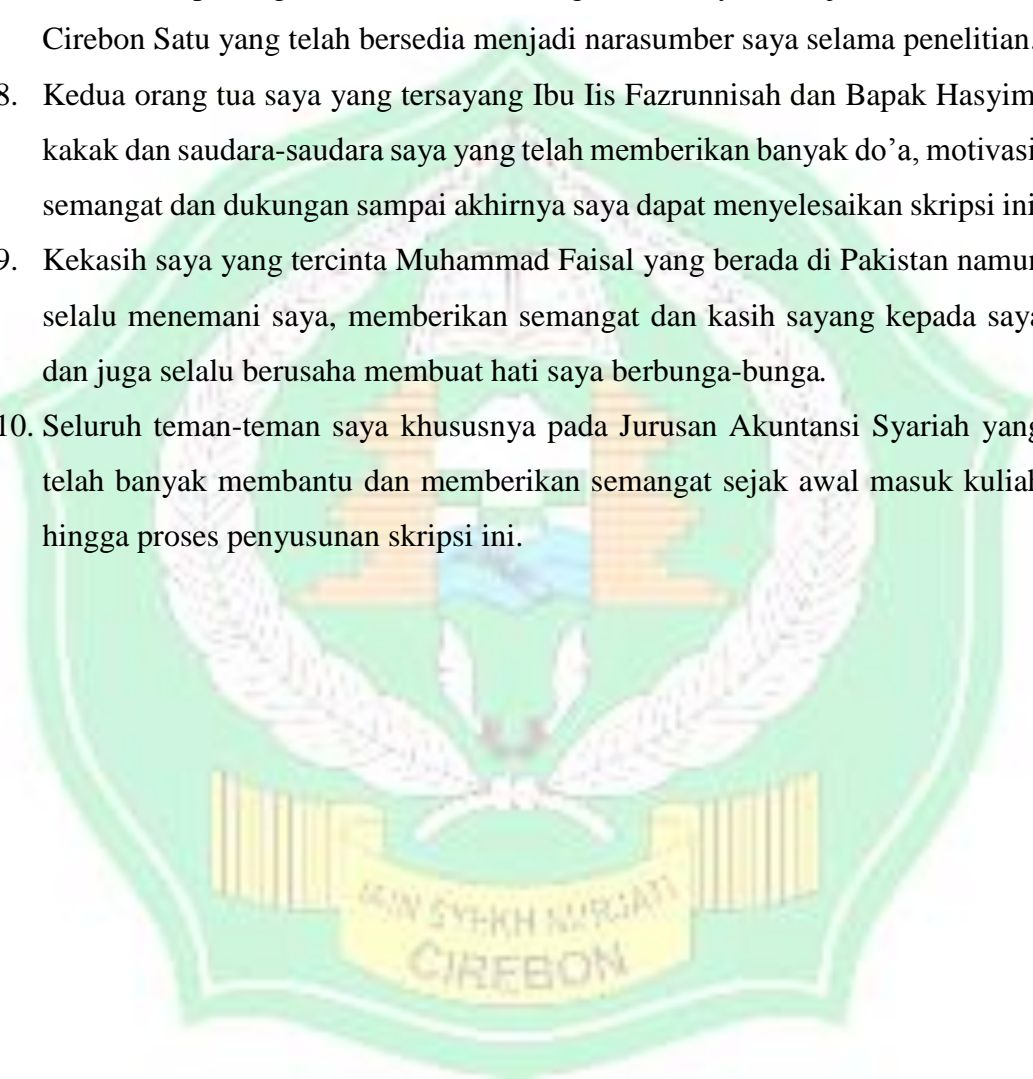 Cirebon Satu yang telah bersedia menjadi narasumber saya selama penelitian.
8. Kedua orang tua saya yang tersayang Ibu Iis Fazrunnisah dan Bapak Hasyim
kakak dan saudara-saudara saya yang telah memberikan banyak do’a, motivasi
semangat dan dukungan sampai akhirnya saya dapat menyelesaikan skripsi ini
9. Kekasih saya yang tercinta Muhammad Faisal yang berada di Pakistan namun
selalu menemani saya, memberikan semangat dan kasih sayang kepada saya
dan juga selalu berusaha membuat hati saya berbunga-bunga.
10. Seluruh teman-teman saya khususnya pada Jurusan Akuntansi Syariah yang
telah banyak membantu dan memberikan semangat sejak awal masuk kuliah
hingga proses penyusunan skripsi ini.
IAIN SYEKH NURJATI
CIREBON